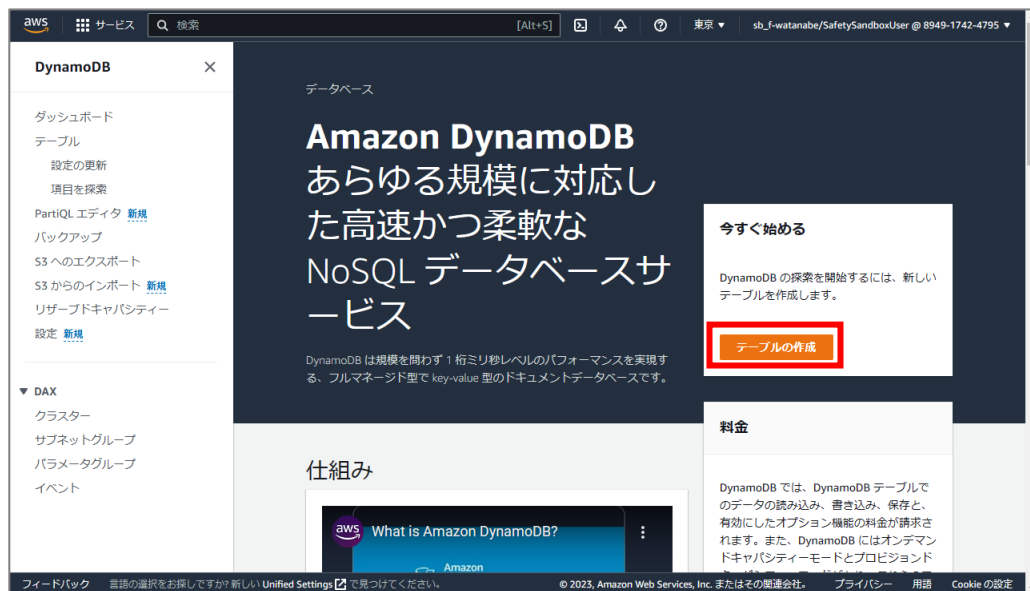 aws
サービス
検索
[Alt+S]
東京 ▼
sb_f-watanabe/SafetySandboxUser @ 8949-1742-4795 ▼
DynamoDB
ダッシュボード
テーブル
設定の更新
項目を探索
PartiQL エディタ 新規
バックアップ
S3 へのエクスポート
S3 からのインポート 新規
リザーブドキャパシティー
設定 新規
▼ DAX
クラスター
サブネットグループ
パラメータグループ
イベント
データベース
Amazon DynamoDB
あらゆる規模に対応し
た高速かつ柔軟な
NoSQL データベースサ
ービス
DynamoDB は規模を問わず 1 桁ミリ秒レベルのパフォーマンスを実現す
る、フルマネージド型で key-value 型のドキュメントデータベースです。
今すぐ始める
DynamoDB の探索を開始するには、新しい
テーブルを作成します。
テーブルの作成
料金
DynamoDB では、DynamoDB テーブルで
のデータの読み込み、書き込み、保存と、
有効にしたオプション機能の料金が請求さ
れます。また、DynamoDB にはオンデマン
ドキャパシティーモードとプロビジョンド
仕組み
aws
What is Amazon DynamoDB?
Amazon
フィードバック
言語の選択をお探しですか? 新しい Unified Settings で見つけてください。
© 2023, Amazon Web Services, Inc. またはその関連会社。
プライバシー
用語
Cookie の設定